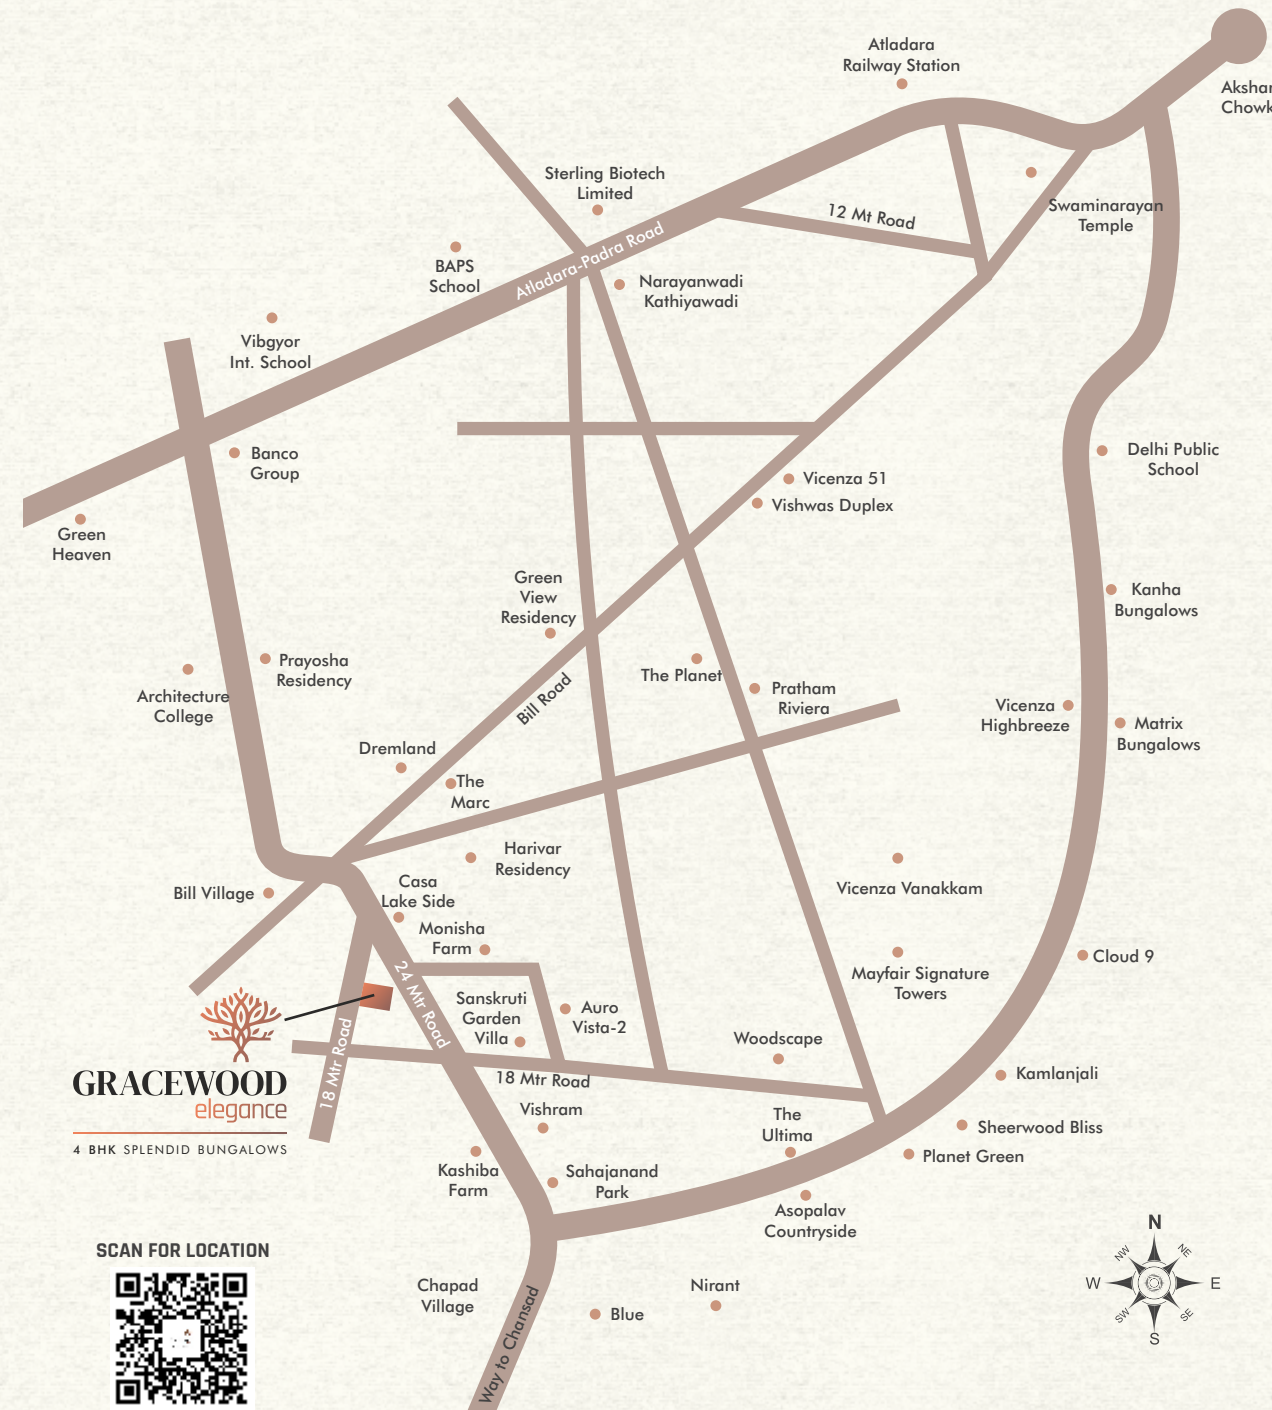 Atladara
Railway Station
Akshar
Chowk
Sterling Biotech
Limited
12 Mt Road
Swaminarayan
Temple
Atladara-Padra Road
BAPS
School
Narayanwadi
Kathiyawadi
Vibgyor
Int. School
Banco
Group
Delhi Public
School
Vicenza 51
Vishwas Duplex
Green
Heaven
Green
View
Residency
Kanha
Bungalows
Prayosha
Residency
The Planet
Architecture
College
Bill Road
Pratham
Riviera
Vicenza
Highbreeze
Matrix
Bungalows
Dremland
The
Marc
Harivar
Residency
Casa
Lake Side
Bill Village
Vicenza Vanakkam
Monisha
Farm
24 Mtr Road
Cloud 9
Mayfair Signature
Towers
Sanskruti
Garden
Villa
Auro
Vista-2
Woodscape
18 Mtr Road
18 Mtr Road
GRACEWOOD
elegance
4 BHK SPLENDID BUNGALOWS
Kamlanjali
Vishram
The
Ultima
Sheerwood Bliss
Planet Green
Kashiba
Farm
Sahajanand
Park
Asopalav
Countryside
SCAN FOR LOCATION
Chapad
Village
Way to Chansad
Blue
Nirant
N
NW
NE
W
E
SW
SE
S